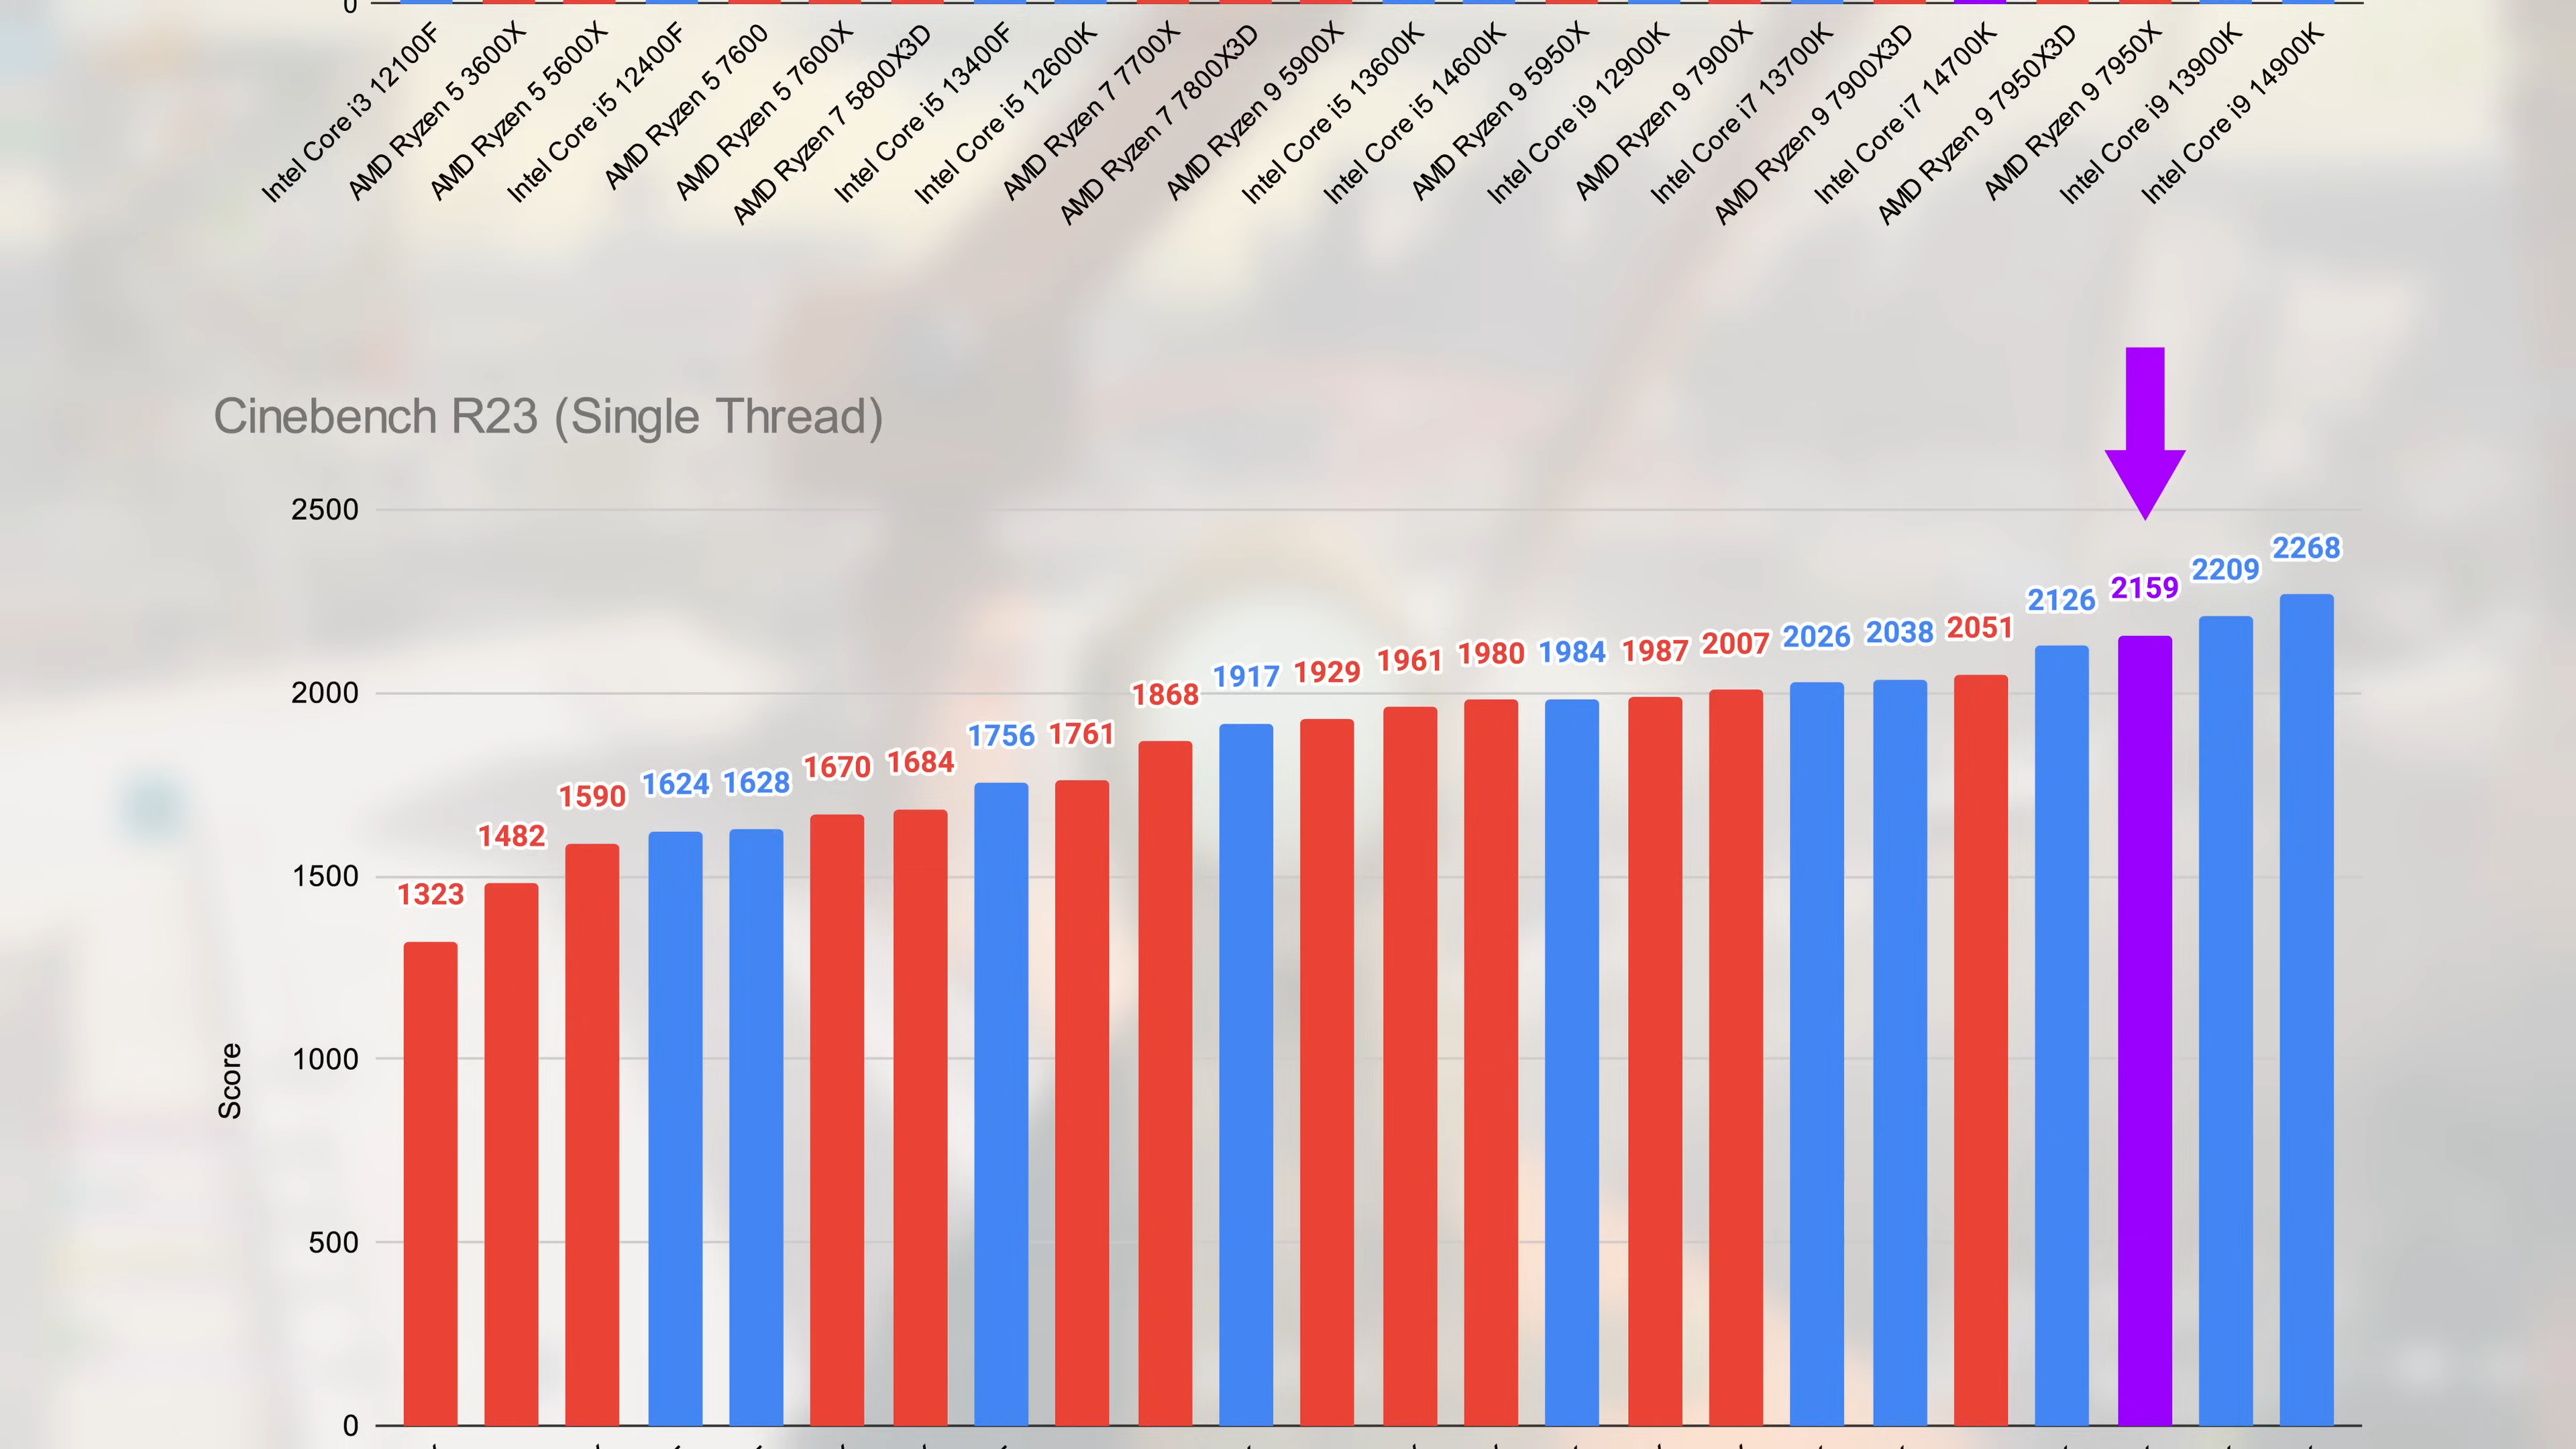 0
Intel Core i3 12100F
AMD Ryzen 5 3600X
AMD Ryzen 5 5600X
Intel Core i5 12400F
AMD Ryzen 5 7600
AMD Ryzen 5 7600X
AMD Ryzen 7 5800X3D
Intel Core i5 13400F
Intel Core i5 12600K
AMD Ryzen 7 7700X
AMD Ryzen 7 7800X3D
AMD Ryzen 9 5900X
Intel Core i5 13600K
Intel Core i5 14600K
AMD Ryzen 9 5950X
Intel Core i9 12900K
AMD Ryzen 9 7900X
Intel Core i7 13700K
AMD Ryzen 9 7900X3D
Intel Core i7 14700K
AMD Ryzen 9 7950X3D
AMD Ryzen 9 7950X
Intel Core i9 13900K
Intel Core i9 14900K
Cinebench R23 (Single Thread)
Score
2500
2000
1500
1000
500
0
1323
1482
1590
1624
1628
1670
1684
1756
1761
1868
1917
1929
1961
1980
1984
1987
2007
2026
2038
2051
2126
2159
2209
2268